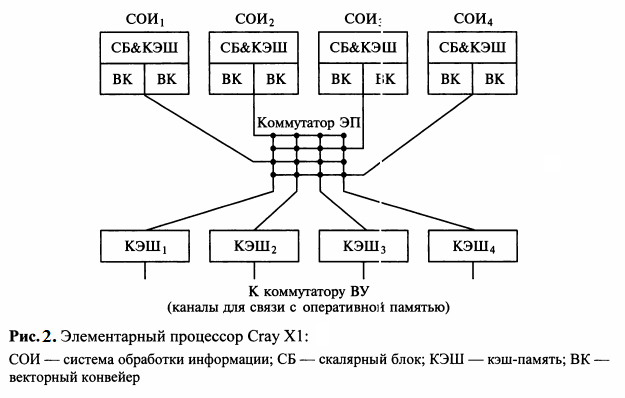 СОИ₁ СОИ₂ СОИ₃ СОИ₄
СБ&КЭШ СБ&КЭШ СБ&КЭШ СБ&КЭШ
ВК ВК ВК ВК ВК ВК ВК ВК
Коммутатор ЭП
КЭШ₁ КЭШ₂ КЭШ₃ КЭШ₄
К коммутатору ВУ
(каналы для связи с оперативной памятью)
Рис. 2. Элементарный процессор Cray X1:
СОИ — система обработки информации; СБ — скалярный блок; КЭШ — кэш-память; ВК —
векторный конвейер